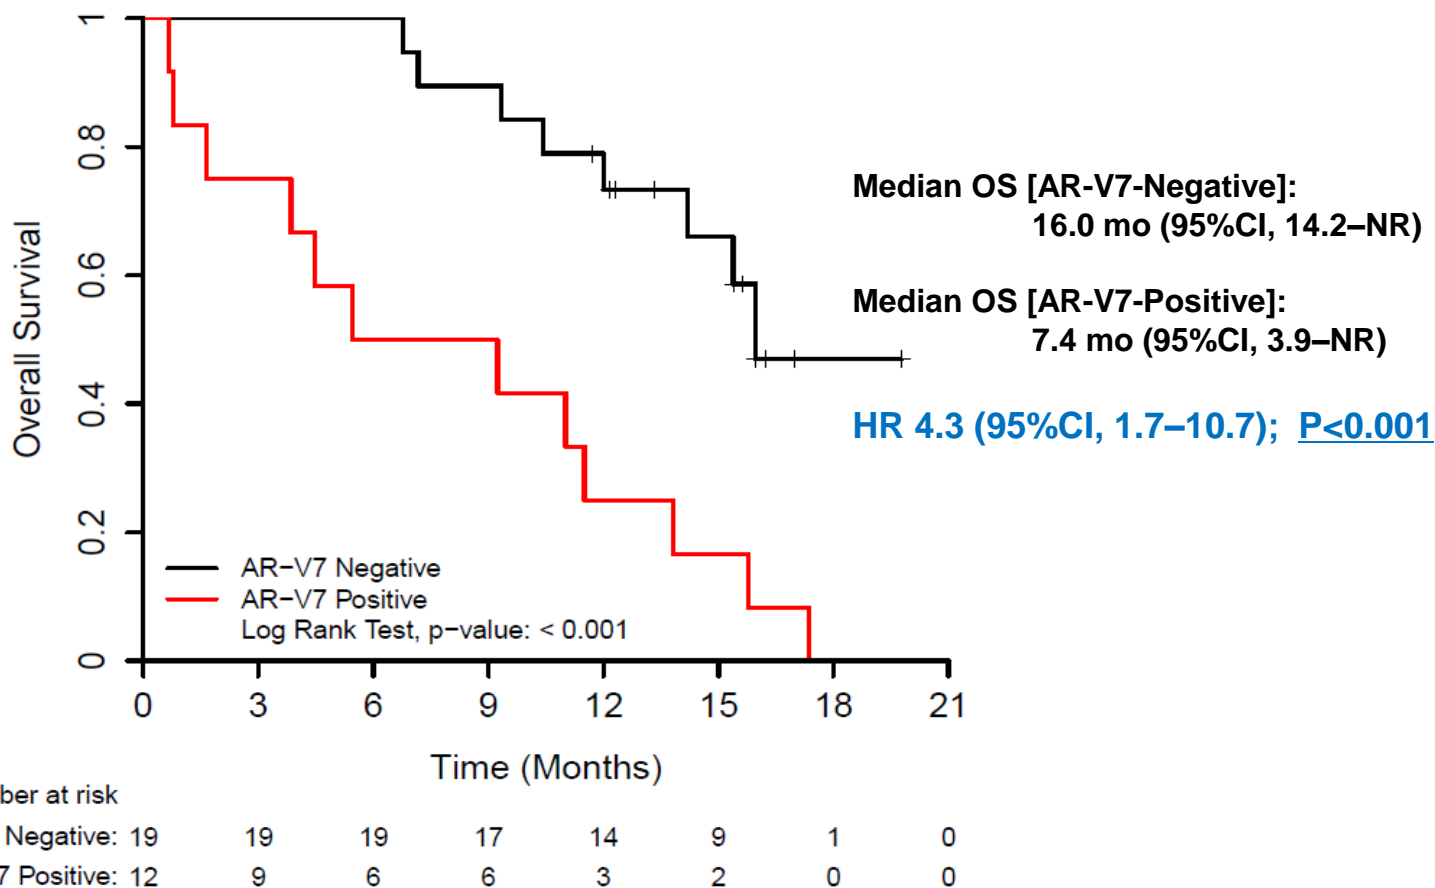 1
0.8
0.6
0.4
0.2
0
Overall Survival
Median OS [AR-V7-Negative]:
16.0 mo (95%CI, 14.2–NR)
Median OS [AR-V7-Positive]:
7.4 mo (95%CI, 3.9–NR)
HR 4.3 (95%CI, 1.7–10.7); P<0.001
AR−V7 Negative
AR−V7 Positive
Log Rank Test, p−value: < 0.001
0 3 6 9 12 15 18 21
Time (Months)
ber at risk
Negative: 19 19 19 17 14 9 1 0
7 Positive: 12 9 6 6 3 2 0 0